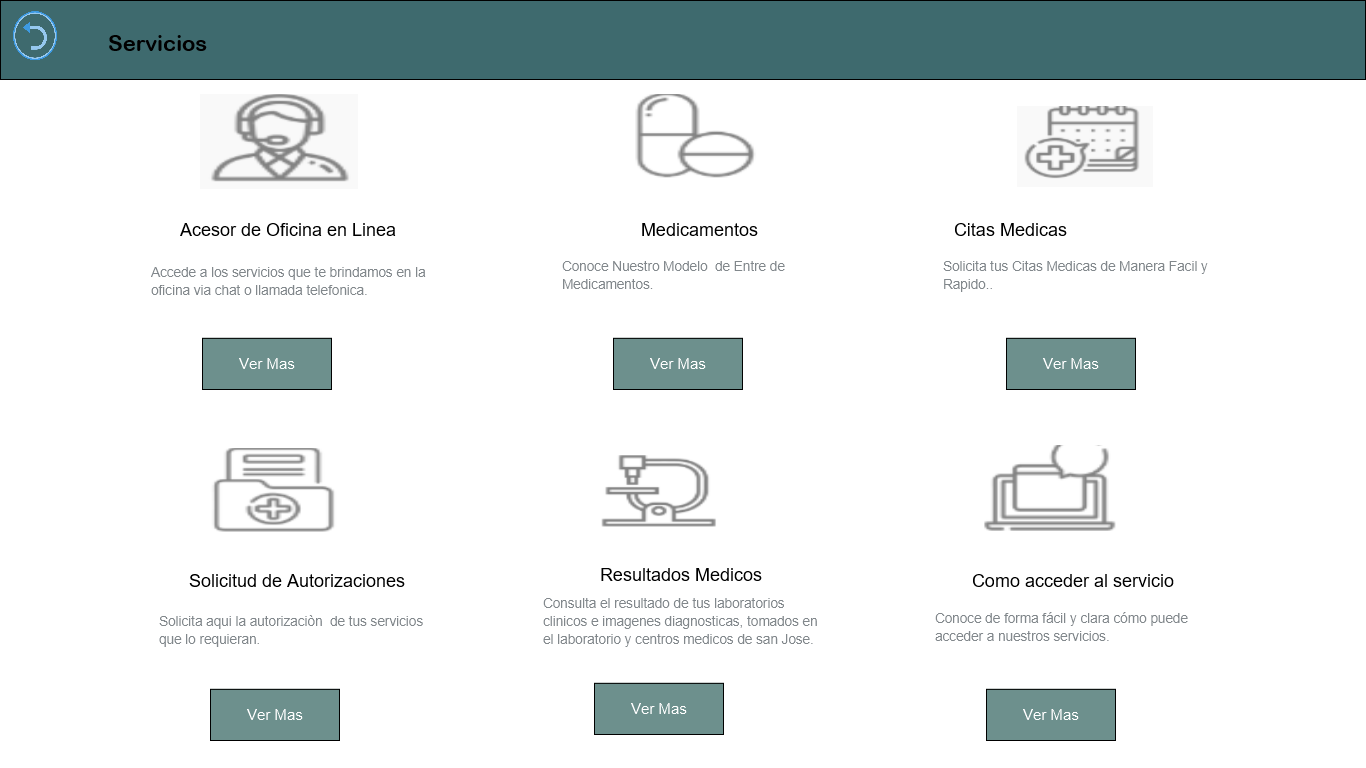 Servicios
Acesor de Oficina en Linea
Accede a los servicios que te brindamos en la
oficina via chat o llamada telefonica.
Ver Mas
Medicamentos
Conoce Nuestro Modelo  de Entre de
Medicamentos.
Ver Mas
Citas Medicas
Solicita tus Citas Medicas de Manera Facil y
Rapido..
Ver Mas
Solicitud de Autorizaciones
Solicita aqui la autorizaciòn  de tus servicios
que lo requieran.
Ver Mas
Resultados Medicos
Consulta el resultado de tus laboratorios
clinicos e imagenes diagnosticas, tomados en
el laboratorio y centros medicos de san Jose.
Ver Mas
Como acceder al servicio
Conoce de forma fácil y clara cómo puede
acceder a nuestros servicios.
Ver Mas